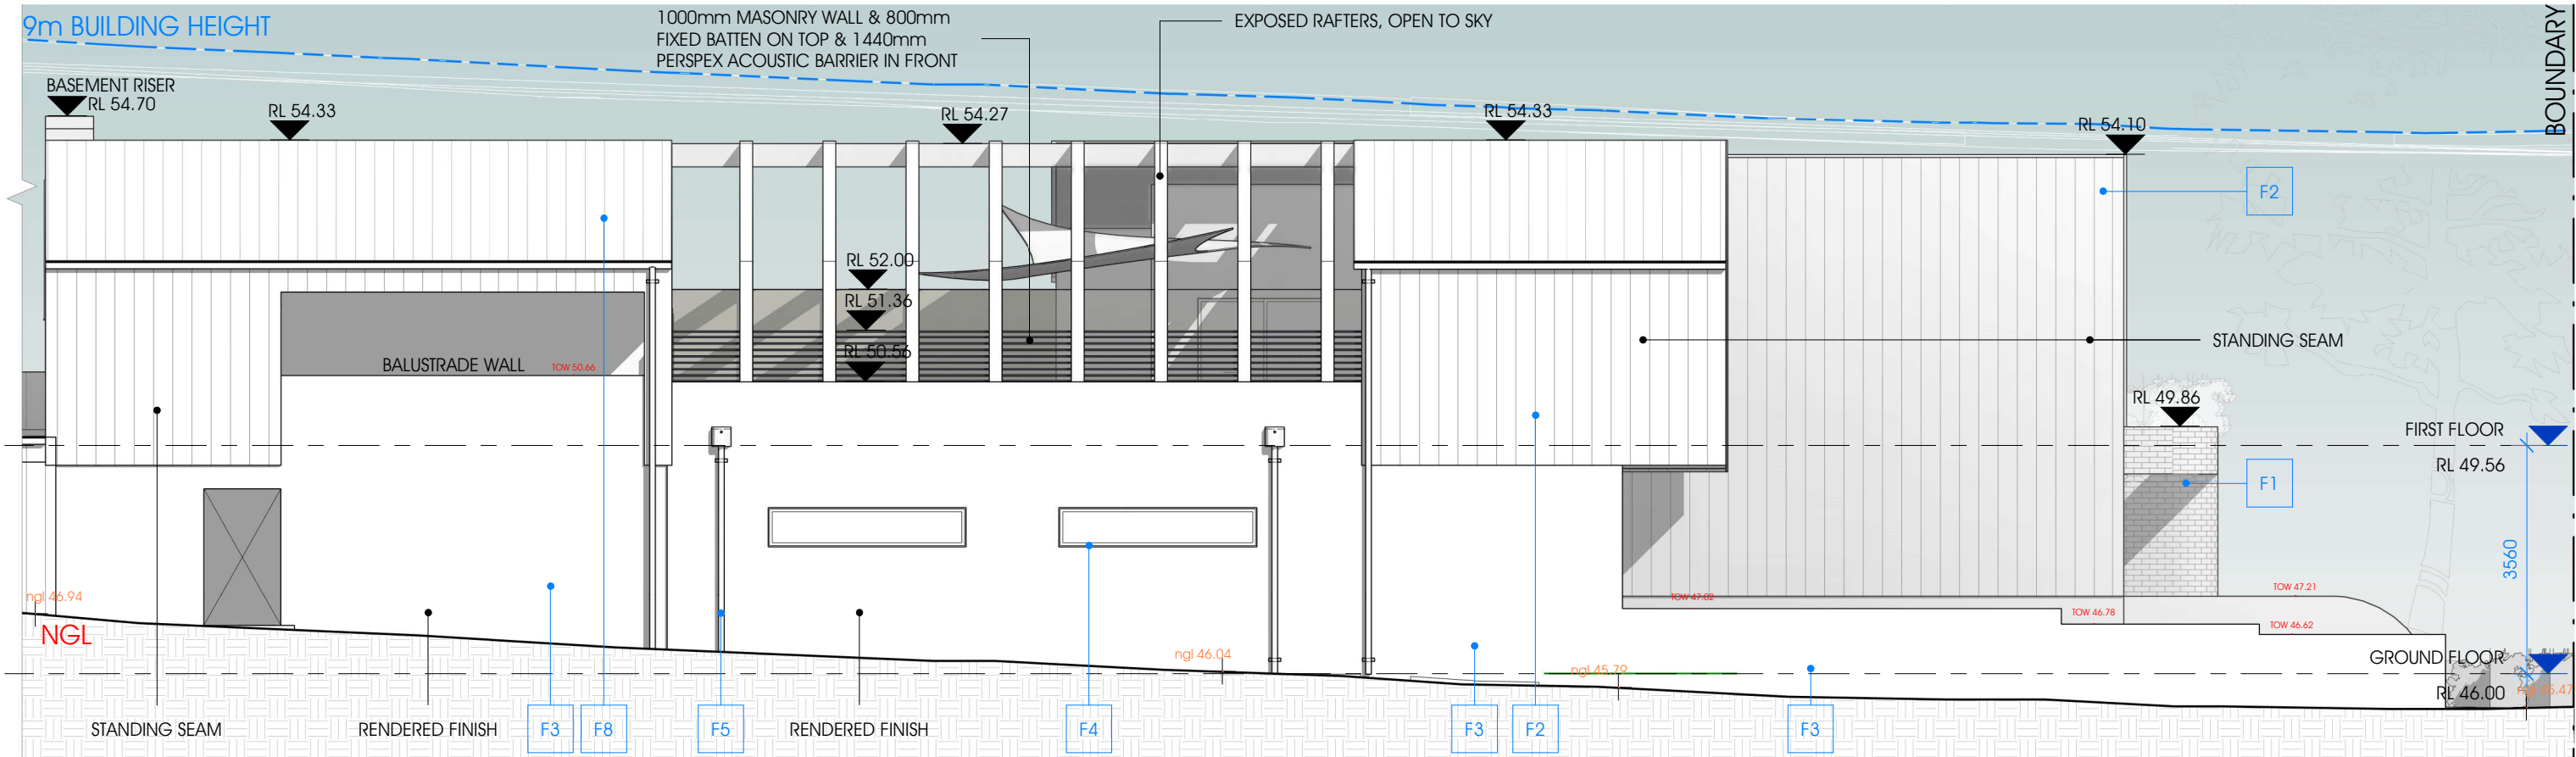 9m BUILDING HEIGHT
1000mm MASONRY WALL & 800mm
FIXED BATTEN ON TOP & 1440mm
PERSPEX ACOUSTIC BARRIER IN FRONT
EXPOSED RAFTERS, OPEN TO SKY
BOUNDARY
BASEMENT RISER
RL 54.70
RL 54.33
RL 54.27
RL 54.33
RL 54.10
F2
RL 52.00
RL 51.36
RL 50.56
BALUSTRADE WALL
TOW 50.66
STANDING SEAM
RL 49.86
FIRST FLOOR
RL 49.56
F1
3560
ngl 46.94
NGL
TOW 47.02
TOW 47.21
TOW 46.78
TOW 46.62
ngl 46.04
ngl 45.79
GROUND FLOOR
RL 46.00
ngl 45.47
STANDING SEAM
RENDERED FINISH
F3
F8
F5
RENDERED FINISH
F4
F3
F2
F3